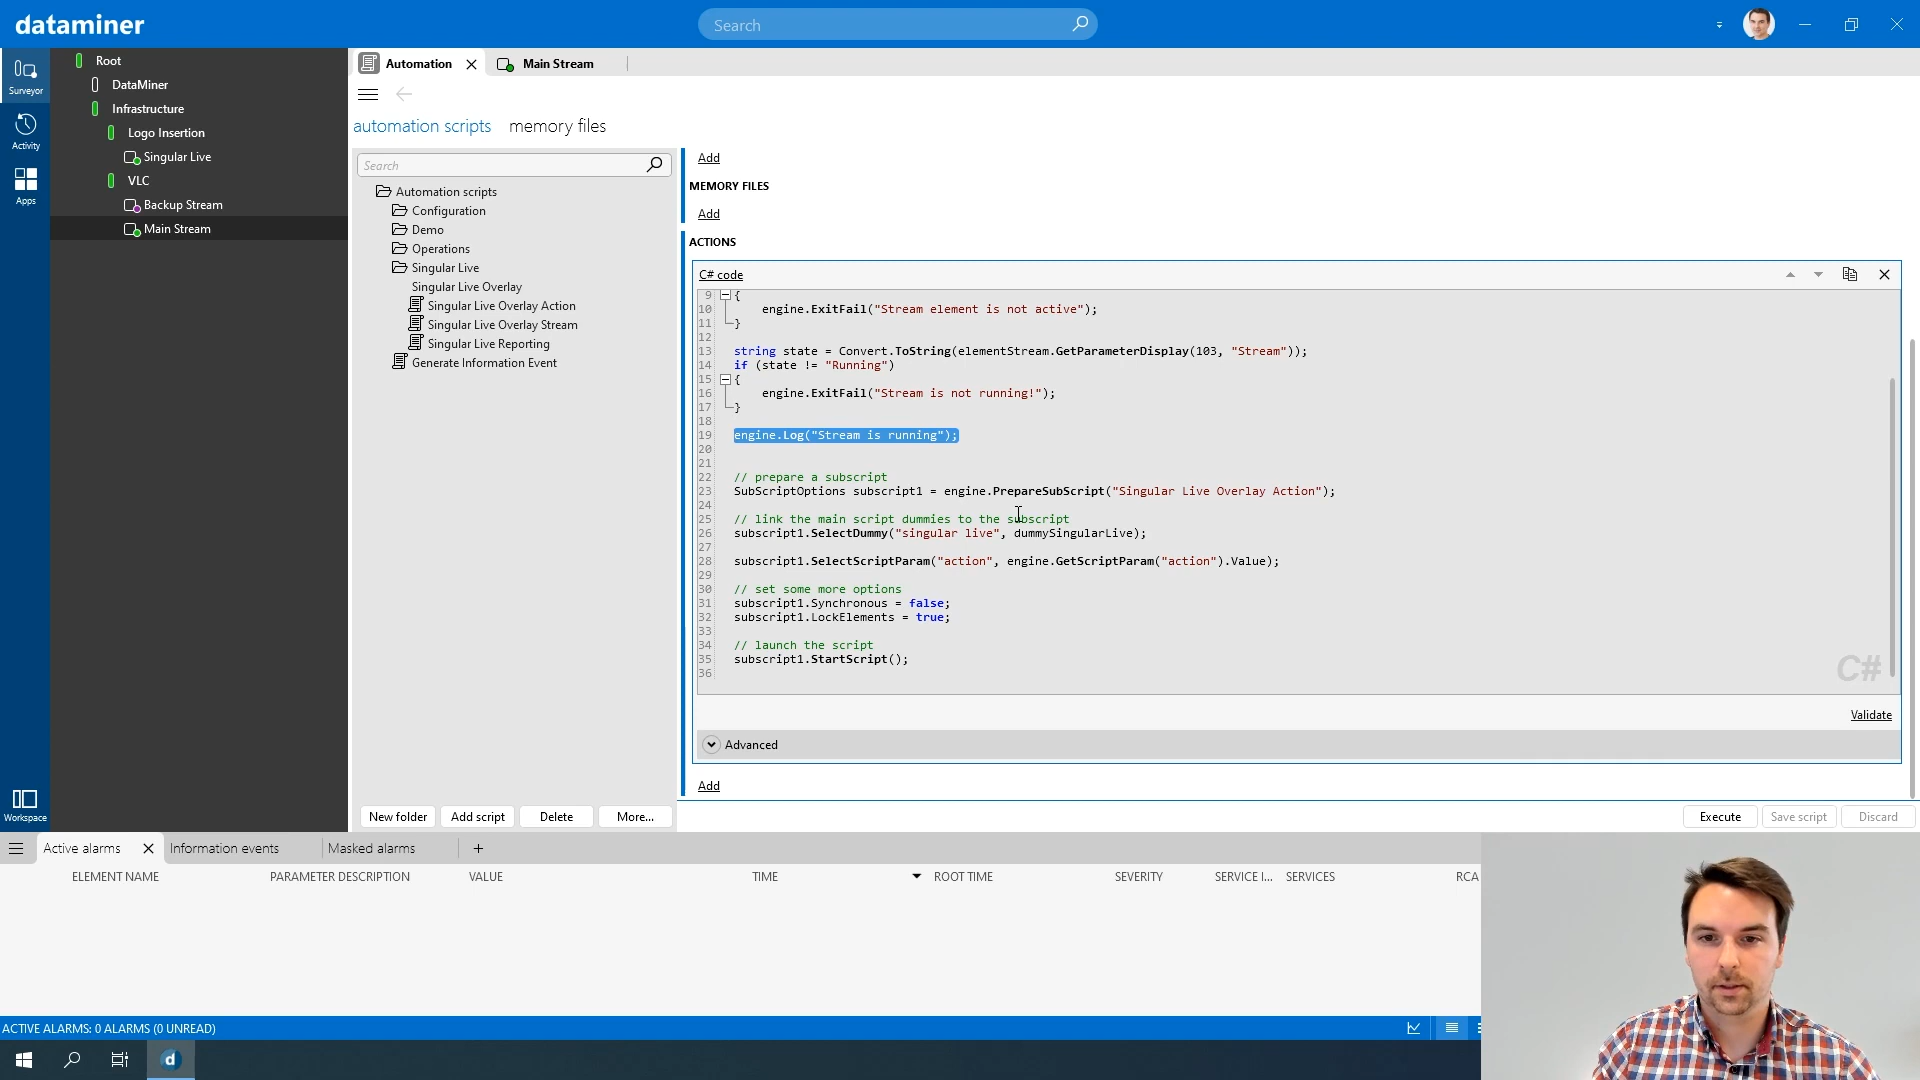 dataminer
Search
Surveyor
Activity
Apps
Workspace
Root
DataMiner
Infrastructure
Logo Insertion
Singular Live
VLC
Backup Stream
Main Stream
Automation
Main Stream
automation scripts memory files
Search
Automation scripts
Configuration
Demo
Operations
Singular Live
Singular Live Overlay
Singular Live Overlay Action
Singular Live Overlay Stream
Singular Live Reporting
Generate Information Event
New folder Add script Delete More...
Add
MEMORY FILES
Add
ACTIONS
C# code
9 {
10 engine.ExitFail("Stream element is not active");
11 }
12
13 string state = Convert.ToString(elementStream.GetParameterDisplay(103, "Stream"));
14 if (state != "Running")
15 {
16 engine.ExitFail("Stream is not running!");
17 }
18
19 engine.Log("Stream is running");
20
21
22 // prepare a subscript
23 SubScriptOptions subscript1 = engine.PrepareSubScript("Singular Live Overlay Action");
24
25 // link the main script dummies to the subscript
26 subscript1.SelectDummy("singular live", dummySingularLive);
27
28 subscript1.SelectScriptParam("action", engine.GetScriptParam("action").Value);
29
30 // set some more options
31 subscript1.Synchronous = false;
32 subscript1.LockElements = true;
33
34 // launch the script
35 subscript1.StartScript();
36
C#
Validate
Advanced
Add
Execute Save script Discard
Active alarms Information events Masked alarms +
ELEMENT NAME PARAMETER DESCRIPTION VALUE TIME ROOT TIME SEVERITY SERVICE I... SERVICES RCA
ACTIVE ALARMS: 0 ALARMS (0 UNREAD)
d